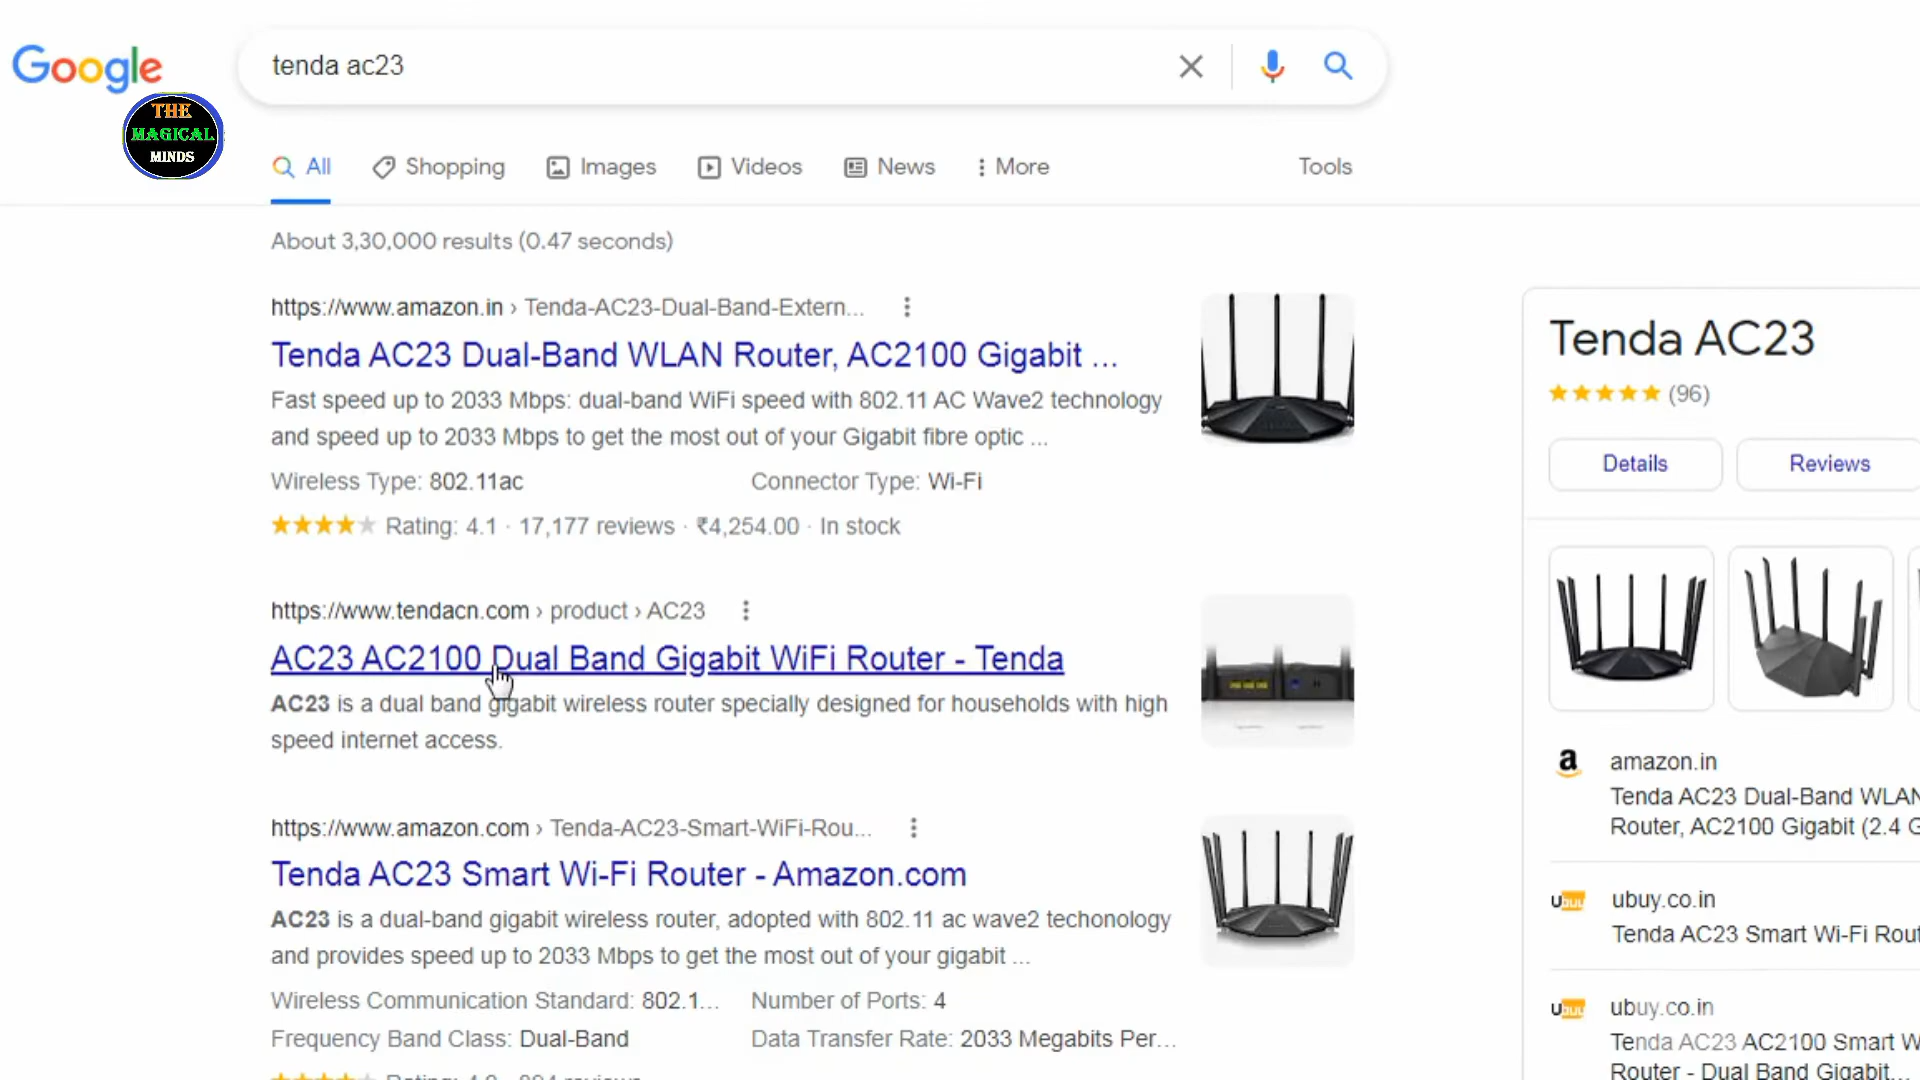 Google
tenda ac23
THE
MAGICAL
MINDS
All
Shopping
Images
Videos
News
More
Tools
About 3,30,000 results (0.47 seconds)
https://www.amazon.in › Tenda-AC23-Dual-Band-Extern...
Tenda AC23 Dual-Band WLAN Router, AC2100 Gigabit ...
Fast speed up to 2033 Mbps: dual-band WiFi speed with 802.11 AC Wave2 technology
and speed up to 2033 Mbps to get the most out of your Gigabit fibre optic ...
Wireless Type: 802.11ac
Connector Type: Wi-Fi
Rating: 4.1 · 17,177 reviews · ₹4,254.00 · In stock
https://www.tendacn.com › product › AC23
AC23 AC2100 Dual Band Gigabit WiFi Router - Tenda
AC23 is a dual band gigabit wireless router specially designed for households with high
speed internet access.
https://www.amazon.com › Tenda-AC23-Smart-WiFi-Rou...
Tenda AC23 Smart Wi-Fi Router - Amazon.com
AC23 is a dual-band gigabit wireless router, adopted with 802.11 ac wave2 techonology
and provides speed up to 2033 Mbps to get the most out of your gigabit ...
Wireless Communication Standard: 802.1...
Number of Ports: 4
Frequency Band Class: Dual-Band
Data Transfer Rate: 2033 Megabits Per...
Tenda AC23
(96)
Details
Reviews
a
amazon.in
Tenda AC23 Dual-Band WLAN
Router, AC2100 Gigabit (2.4 G
ubuy
ubuy.co.in
Tenda AC23 Smart Wi-Fi Rout
ubuy
ubuy.co.in
Tenda AC23 AC2100 Smart W
Router - Dual Band Gigabit...